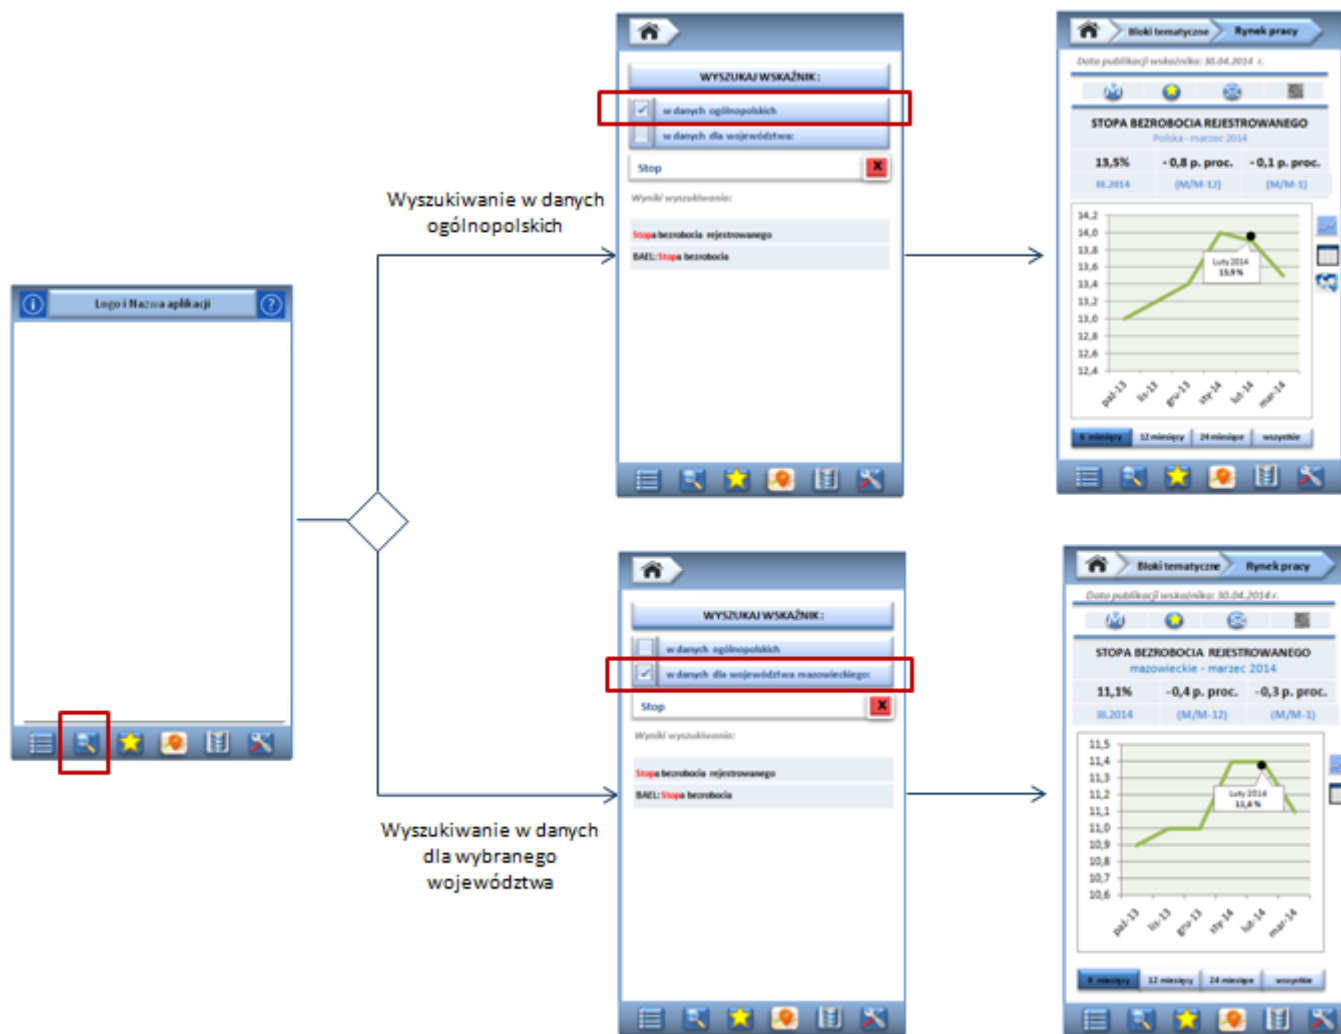 Logo i Nazwa aplikacji
Wyszukiwanie w danych
ogólnopolskich
Wyszukiwanie w danych
dla wybranego
województwa
WYSZUKAJ WSKAŹNIK:
w danych ogólnopolskich
w danych dla województwa:
Stop
X
Wyniki wyszukiwania:
Stopa bezrobocia rejestrowanego
BAEL: Stopa bezrobocia
Bloki tematyczne
Rynek pracy
Data publikacji wskaźnika: 30.04.2014 r.
STOPA BEZROBOCIA REJESTROWANEGO
Polska - marzec 2014
13,5% - 0,8 p. proc. - 0,1 p. proc.
III.2014 (M/M-12) (M/M-1)
14,2
14,0
13,8
13,6
13,4
13,2
13,0
12,8
12,6
12,4
Luty 2014
13,9 %
paź-13 lis-13 gru-13 sty-14 lut-14 mar-14
6 miesięcy 12 miesięcy 24 miesiące wszystkie
WYSZUKAJ WSKAŹNIK:
w danych ogólnopolskich
w danych dla województwa mazowieckiego:
Stop
X
Wyniki wyszukiwania:
Stopa bezrobocia rejestrowanego
BAEL: Stopa bezrobocia
Bloki tematyczne
Rynek pracy
Data publikacji wskaźnika: 30.04.2014 r.
STOPA BEZROBOCIA REJESTROWANEGO
mazowieckie - marzec 2014
11,1% -0,4 p. proc. -0,3 p. proc.
III.2014 (M/M-12) (M/M-1)
11,5
11,4
11,3
11,2
11,1
11,0
10,9
10,8
10,7
10,6
Luty 2014
11,4 %
paź-13 lis-13 gru-13 sty-14 lut-14 mar-14
6 miesięcy 12 miesięcy 24 miesiące wszystkie